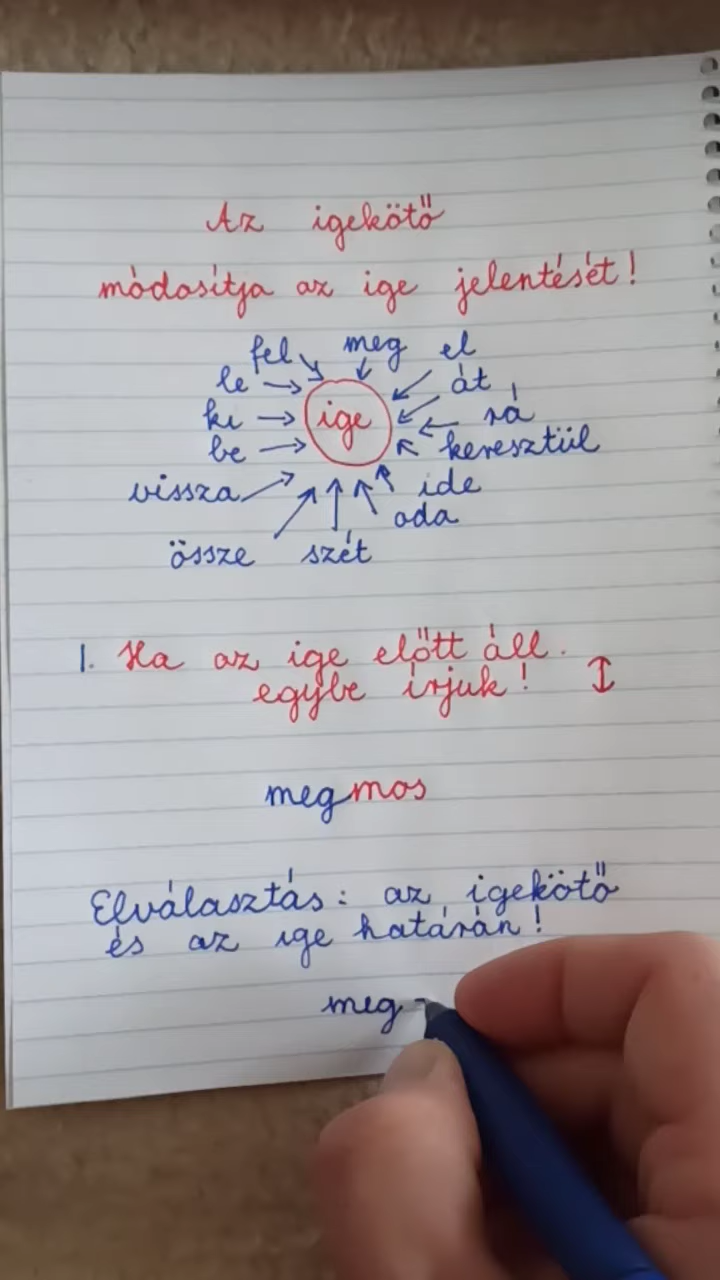 Az igekötő
módosítja az ige jelentését!
fel meg el
le át
ki ige rá
be keresztül
vissza ide
oda
össze szét
1. Ha az ige előtt áll.
egybe írjuk!
megmos
Elválasztás: az igekötő
és az ige határán!
meg-